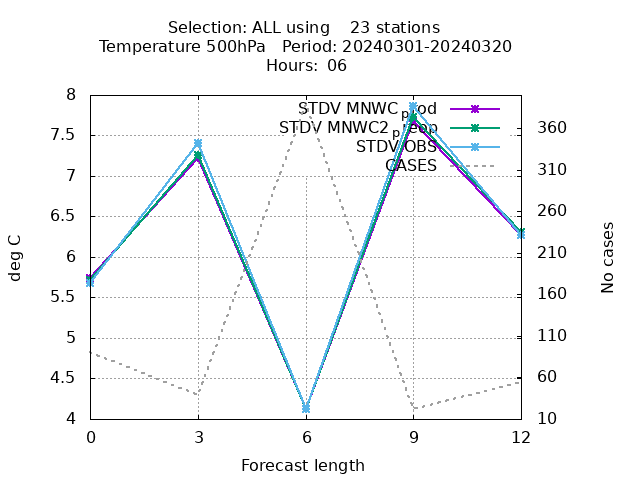 Selection: ALL using    23 stations
Temperature 500hPa   Period: 20240301-20240320
Hours:  06
STDV MNWC_prod
STDV MNWC2_preop
STDV OBS
CASES
8
7.5
7
6.5
6
5.5
5
4.5
4
deg C
360
310
260
210
160
110
60
10
No cases
0 3 6 9 12
Forecast length